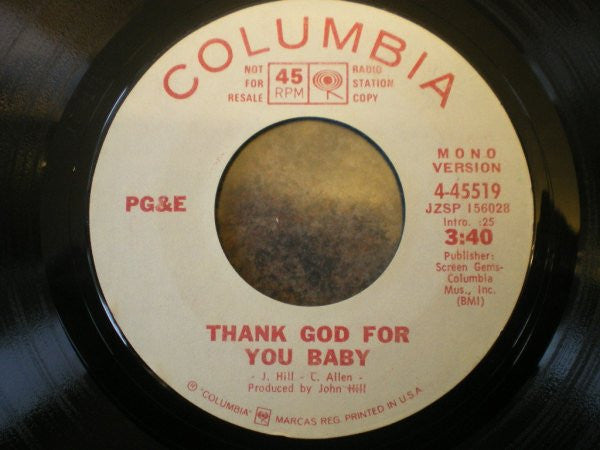 COLUMBIA
NOT FOR RESALE
45 RPM
RADIO STATION COPY
MONO
VERSION
4-45519
JZSP 156028
Intro. :25
3:40
Publisher:
Screen Gems-
Columbia
Mus., Inc.
(BMI)
PG&E
THANK GOD FOR
YOU BABY
- J. Hill - C. Allen -
Produced by John Hill
℗ "COLUMBIA" MARCAS REG. PRINTED IN U.S.A.